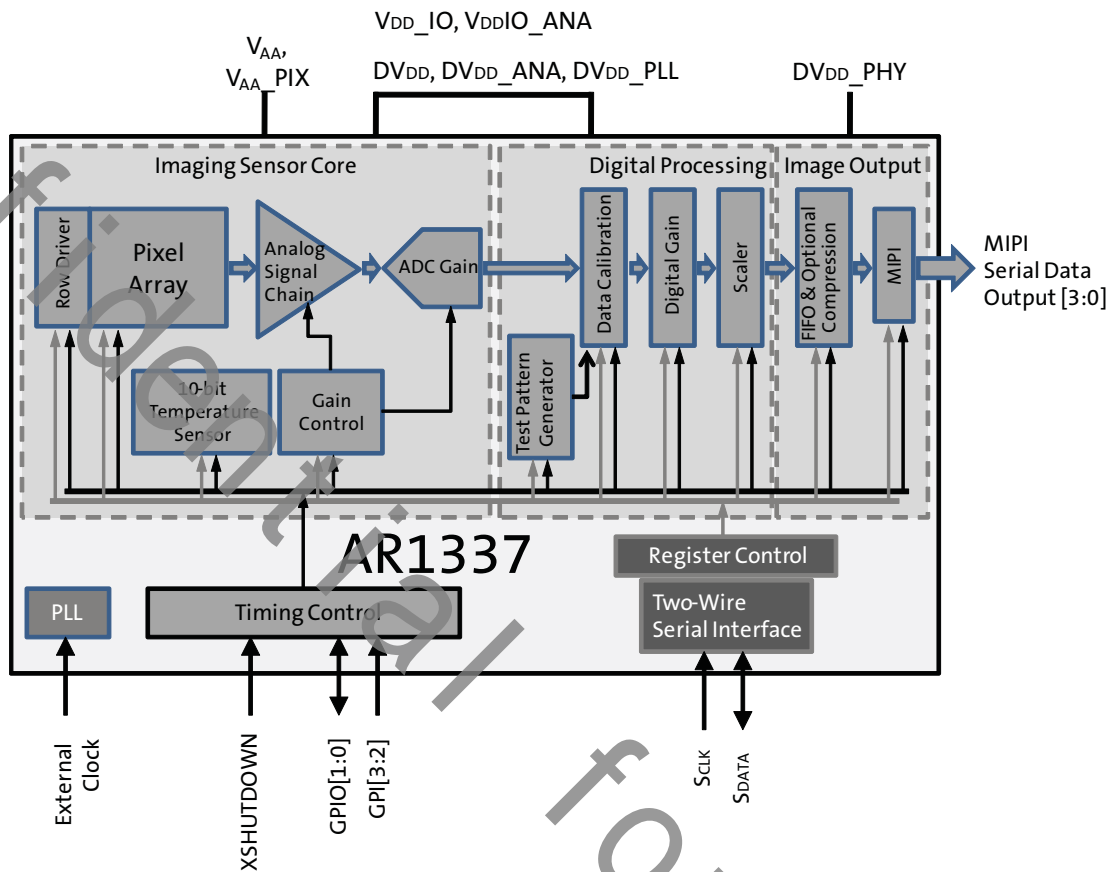 VDD_IO, VDDIO_ANA
VAA,
VAA_PIX
DVDD, DVDD_ANA, DVDD_PLL
DVDD_PHY
Imaging Sensor Core
Digital Processing
Image Output
Row Driver
Pixel
Array
Analog
Signal
Chain
ADC Gain
Data Calibration
Digital Gain
Scaler
FIFO & Optional
Compression
MIPI
MIPI
Serial Data
Output [3:0]
10-bit
Temperature
Sensor
Gain
Control
Test Pattern
Generator
AR1337
Register Control
PLL
Timing Control
Two-Wire
Serial Interface
External
Clock
XSHUTDOWN
GPIO[1:0]
GPI[3:2]
SCLK
SDATA
fidential
fo